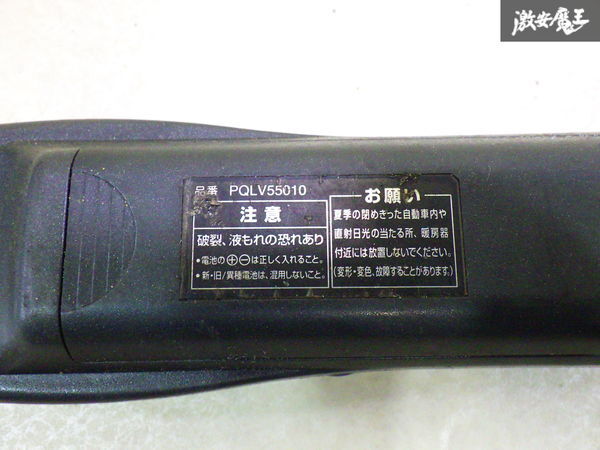 激安魔王
品番 PQLV55010
注意
破裂、液もれの恐れあり
・電池の⊕⊖は正しく入れること。
・新・旧/異種電池は、混用しないこと。
お願い
夏季の閉めきった自動車内や
直射日光の当たる所、暖房器
付近には放置しないでください。
(変形・変色、故障することがあります。)